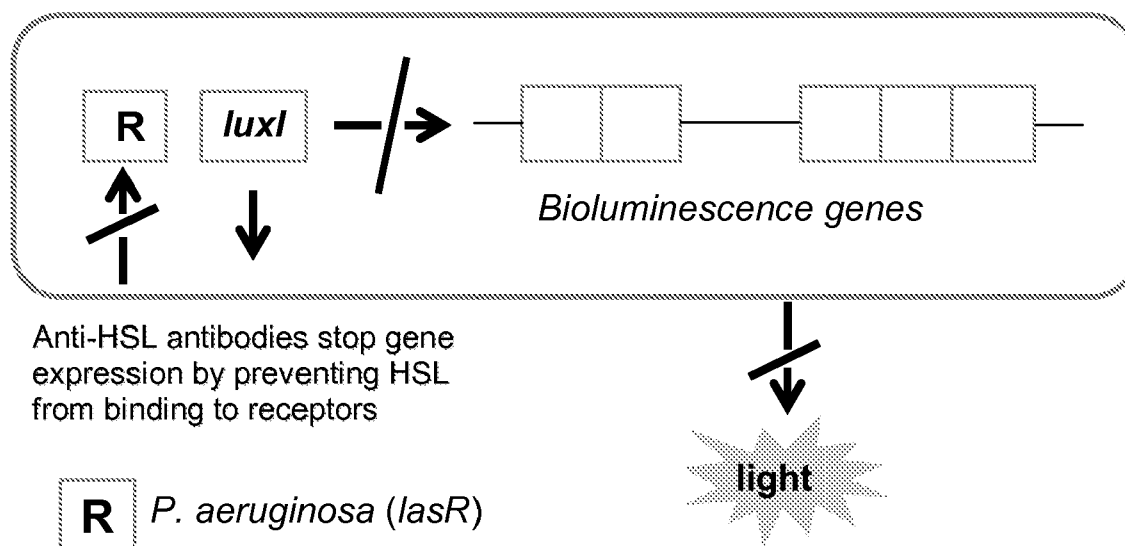 R
luxI
Bioluminescence genes
Anti-HSL antibodies stop gene
expression by preventing HSL
from binding to receptors
light
R P. aeruginosa (lasR)